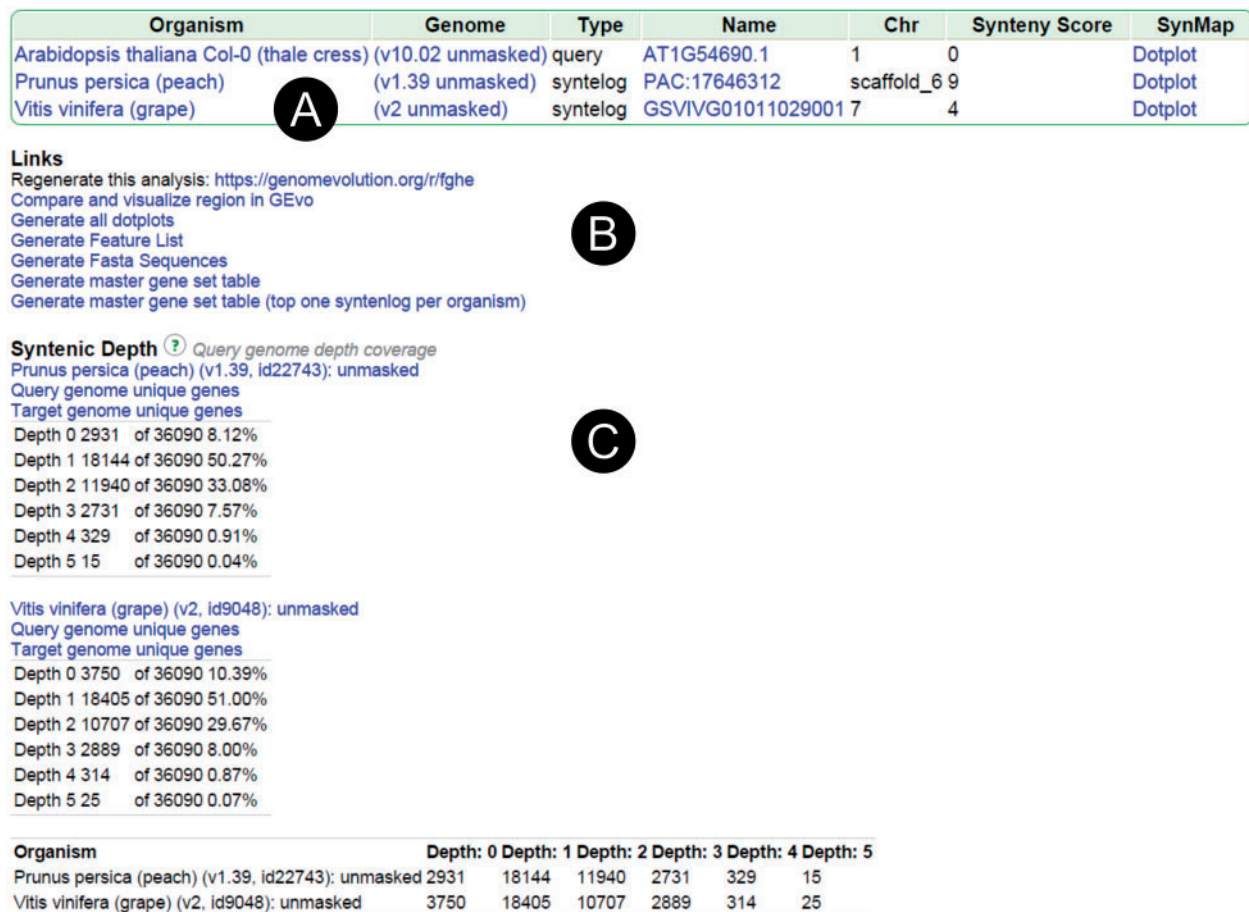 Organism Genome Type Name Chr Synteny Score SynMap
Arabidopsis thaliana Col-0 (thale cress) (v10.02 unmasked) query AT1G54690.1 1 0 Dotplot
Prunus persica (peach) (v1.39 unmasked) syntelog PAC:17646312 scaffold_6 9 Dotplot
Vitis vinifera (grape) (v2 unmasked) syntelog GSVIVG01011029001 7 4 Dotplot
A
Links
Regenerate this analysis: https://genomevolution.org/r/fghe
Compare and visualize region in GEvo
Generate all dotplots
B
Generate Feature List
Generate Fasta Sequences
Generate master gene set table
Generate master gene set table (top one syntenlog per organism)
Syntenic Depth ? Query genome depth coverage
Prunus persica (peach) (v1.39, id22743): unmasked
Query genome unique genes
Target genome unique genes
Depth 0 2931 of 36090 8.12%
C
Depth 1 18144 of 36090 50.27%
Depth 2 11940 of 36090 33.08%
Depth 3 2731 of 36090 7.57%
Depth 4 329 of 36090 0.91%
Depth 5 15 of 36090 0.04%
Vitis vinifera (grape) (v2, id9048): unmasked
Query genome unique genes
Target genome unique genes
Depth 0 3750 of 36090 10.39%
Depth 1 18405 of 36090 51.00%
Depth 2 10707 of 36090 29.67%
Depth 3 2889 of 36090 8.00%
Depth 4 314 of 36090 0.87%
Depth 5 25 of 36090 0.07%
Organism Depth: 0 Depth: 1 Depth: 2 Depth: 3 Depth: 4 Depth: 5
Prunus persica (peach) (v1.39, id22743): unmasked 2931 18144 11940 2731 329 15
Vitis vinifera (grape) (v2, id9048): unmasked 3750 18405 10707 2889 314 25